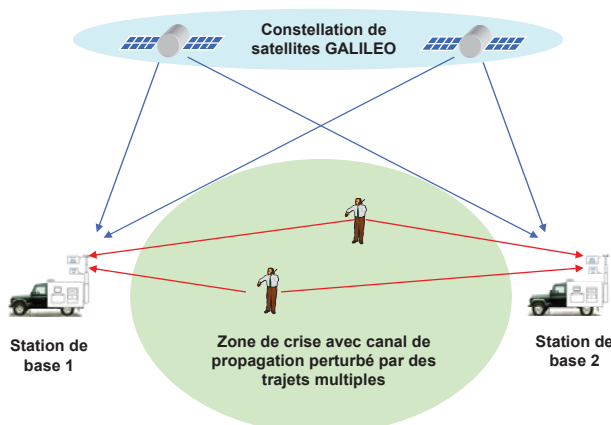 Constellation de
satellites GALILEO
Station de
base 1
Zone de crise avec canal de
propagation perturbé par des
trajets multiples
Station de
base 2